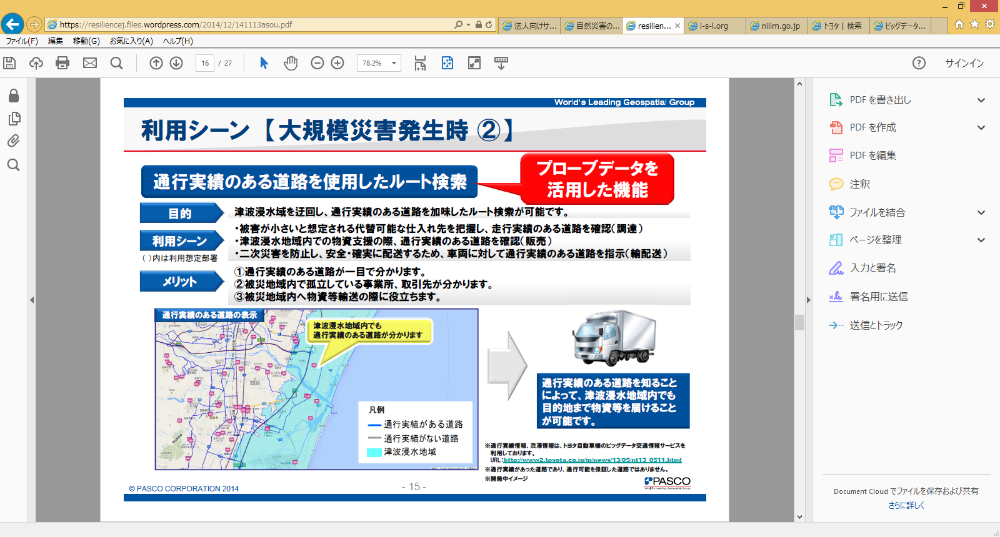 https://resiliencej.files.wordpress.com/2014/12/141113asou.pdf
法人向けサ...
自然災害の...
resilien...
i-s-l.org
nilim.go.jp
トヨタ | 検索
ビッグデータ...
ファイル(F) 編集 移動(G) お気に入り(A) ヘルプ(H)
16 / 27
78.2%
サインイン
World's Leading Geospatial Group
利用シーン【大規模災害発生時 ②】
通行実績のある道路を使用したルート検索
プローブデータを
活用した機能
目的
津波浸水域を迂回し、通行実績のある道路を加味したルート検索が可能です。
利用シーン
( )内は利用想定部署
・被害が小さいと想定される代替可能な仕入れ先を把握し、走行実績のある道路を確認(調達)
・津波浸水地域内での物資支援の際、通行実績のある道路を確認(販売)
・二次災害を防止し、安全・確実に配送するため、車両に対して通行実績のある道路を指示(輸配送)
メリット
①通行実績のある道路が一目で分かります。
②被災地域内で孤立している事業所、取引先が分かります。
③被災地域内へ物資等輸送の際に役立ちます。
通行実績のある道路の表示
津波浸水地域内でも
通行実績のある道路が分かります
凡例
通行実績がある道路
通行実績がない道路
津波浸水地域
通行実績のある道路を知ること
によって、津波浸水地域内でも
目的地まで物資等を届けること
が可能です。
※通行実績情報、渋滞情報は、トヨタ自動車様のビッグデータ交通情報サービスを
利用しております。
URL:http://www2.toyota.co.jp/jp/news/13/05/nt13_0511.html
※通行実績があった道路であり、通行可能を保証した道路ではありません。
※開発中イメージ
PASCO
World's Leading Geospatial Group
© PASCO CORPORATION 2014
- 15 -
PDF を書き出し
PDF を作成
PDF を編集
注釈
ファイルを結合
ページを整理
入力と署名
署名用に送信
送信とトラック
Document Cloud でファイルを保存および共有
さらに詳しく